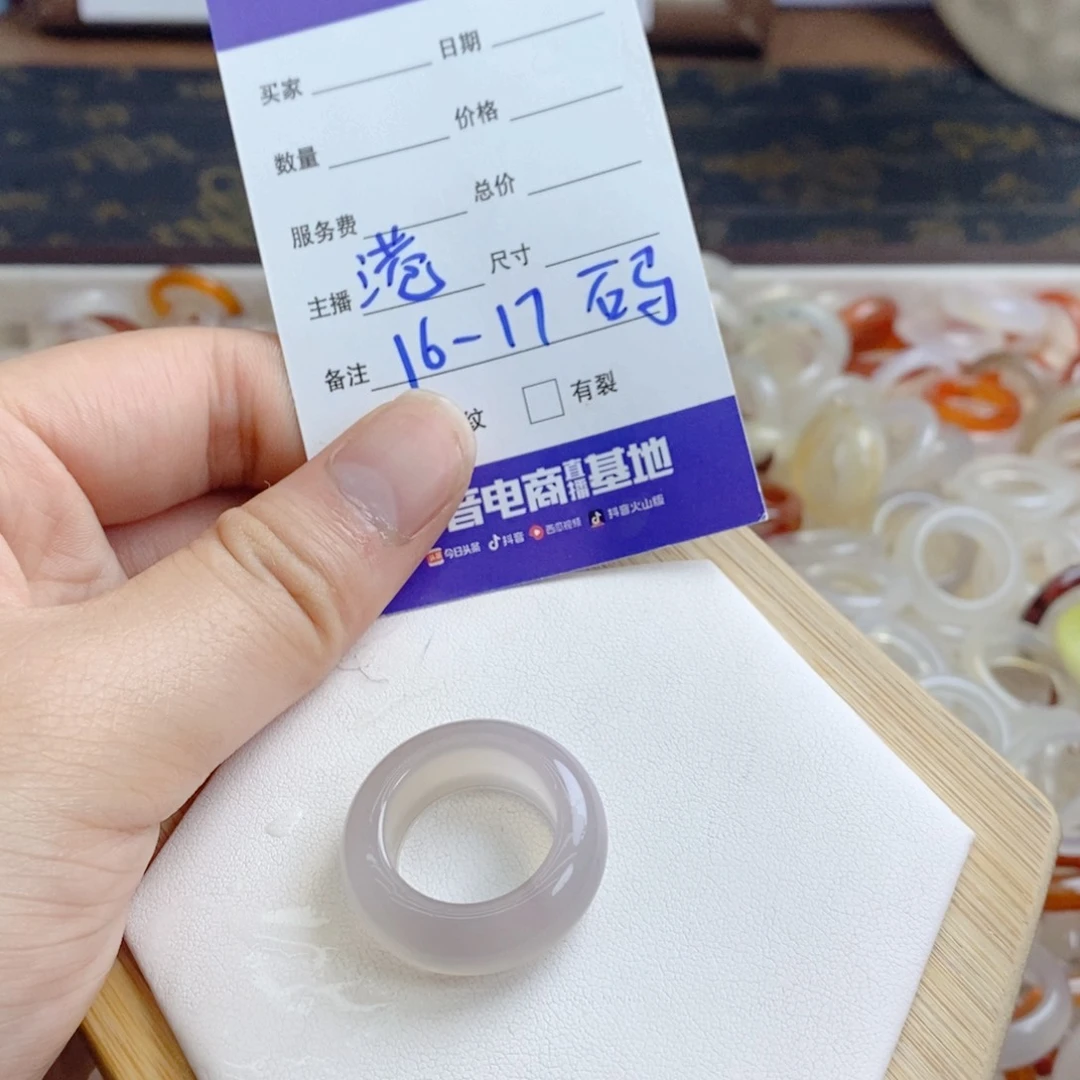 买家 日期
数量 价格
服务费 总价
主播 港 尺寸
备注 16-17 码
纹 有裂
音电商直播基地
今日头条 抖音 西瓜视频 抖音火山版